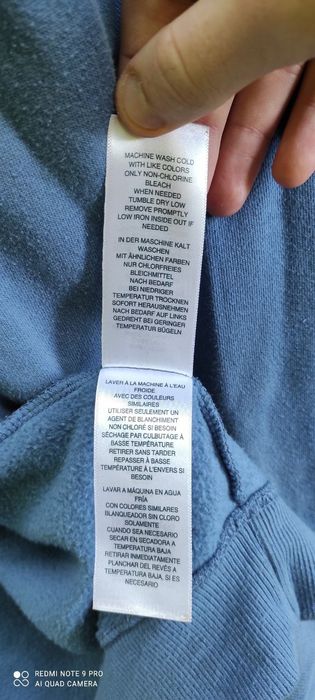 MACHINE WASH COLD
WITH LIKE COLORS
ONLY NON-CHLORINE
BLEACH
WHEN NEEDED
TUMBLE DRY LOW
REMOVE PROMPTLY
LOW IRON INSIDE OUT IF
NEEDED
IN DER MASCHINE KALT
WASCHEN
MIT ÄHNLICHEN FARBEN
NUR CHLORFREIES
BLEICHMITTEL
NACH BEDARF
BEI NIEDRIGER
TEMPERATUR TROCKNEN
SOFORT HERAUSNEHMEN
NACH BEDARF AUF LINKS
GEDREHT BEI GERINGER
TEMPERATUR BÜGELN
LAVER À LA MACHINE À L'EAU
FROIDE
AVEC DES COULEURS
SIMILAIRES
UTILISER SEULEMENT UN
AGENT DE BLANCHIMENT
NON CHLORÉ SI BESOIN
SÉCHAGE PAR CULBUTAGE À
BASSE TEMPÉRATURE
RETIRER SANS TARDER
REPASSER À BASSE
TEMPÉRATURE À L'ENVERS SI
BESOIN
LAVAR A MÁQUINA EN AGUA
FRÍA
CON COLORES SIMILARES
BLANQUEADOR SIN CLORO
SOLAMENTE
CUANDO SEA NECESARIO
SECAR EN SECADORA A
TEMPERATURA BAJA
RETIRAR INMEDIATAMENTE
PLANCHAR DEL REVÉS A
TEMPERATURA BAJA, SI ES
NECESARIO
REDMI NOTE 9 PRO
AI QUAD CAMERA